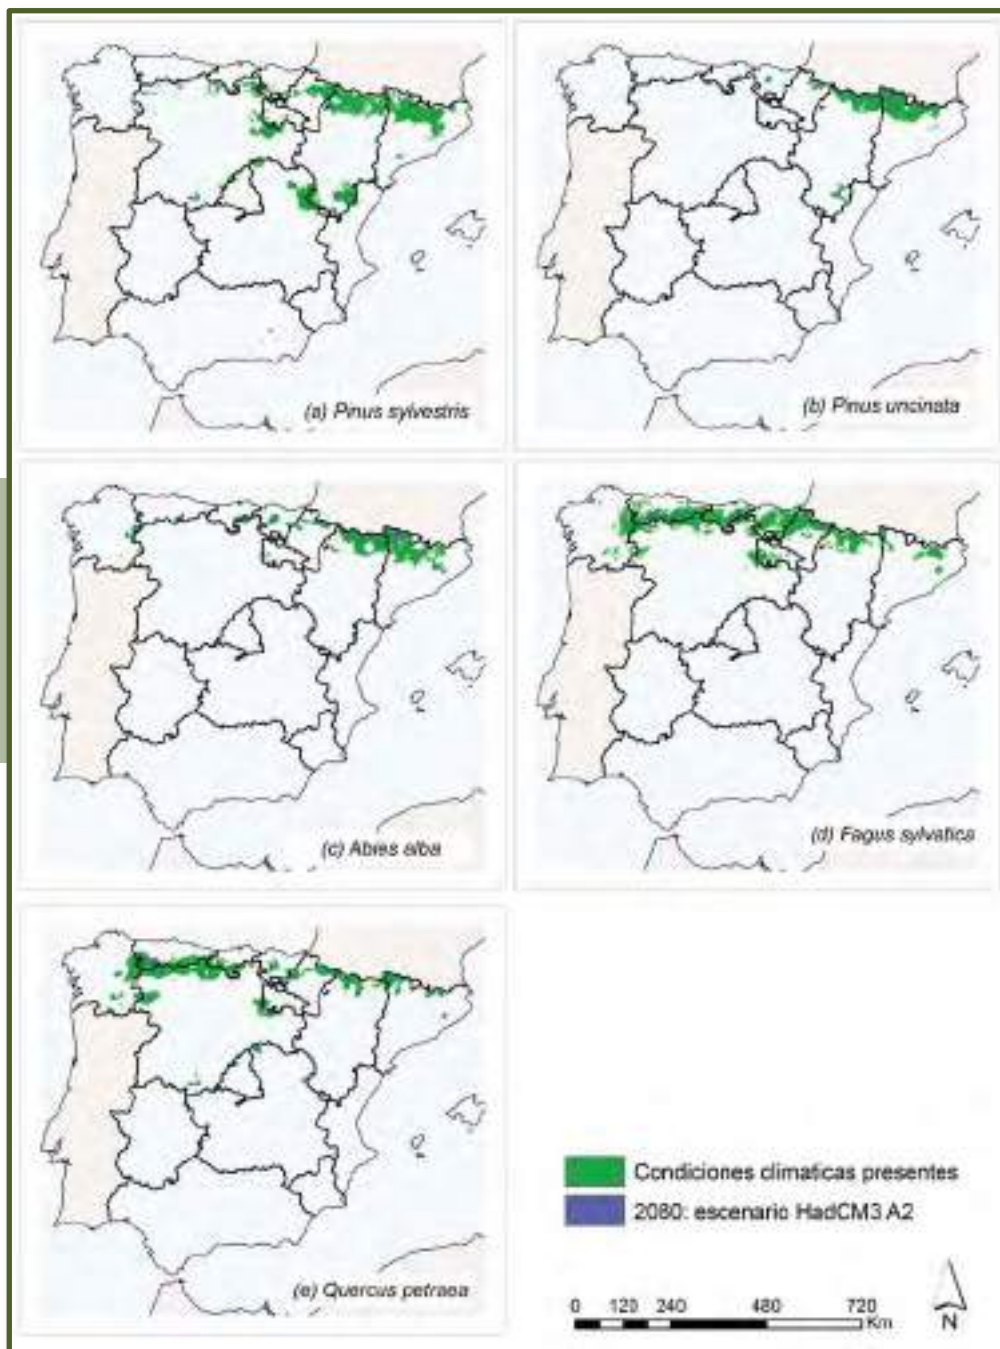 (a) Pinus sylvestris
(b) Pinus uncinata
(c) Abies alba
(d) Fagus sylvatica
(e) Quercus petraea
Condiciones climaticas presentes
2080: escenario HadCM3 A2
0 120 240 480 720
Km
N